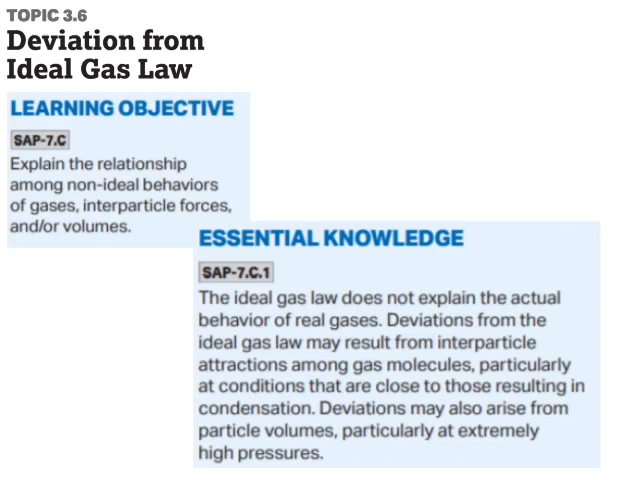 TOPIC 3.6
Deviation from
Ideal Gas Law
LEARNING OBJECTIVE
SAP-7.C
Explain the relationship
among non-ideal behaviors
of gases, interparticle forces,
and/or volumes.
ESSENTIAL KNOWLEDGE
SAP-7.C.1
The ideal gas law does not explain the actual
behavior of real gases. Deviations from the
ideal gas law may result from interparticle
attractions among gas molecules, particularly
at conditions that are close to those resulting in
condensation. Deviations may also arise from
particle volumes, particularly at extremely
high pressures.